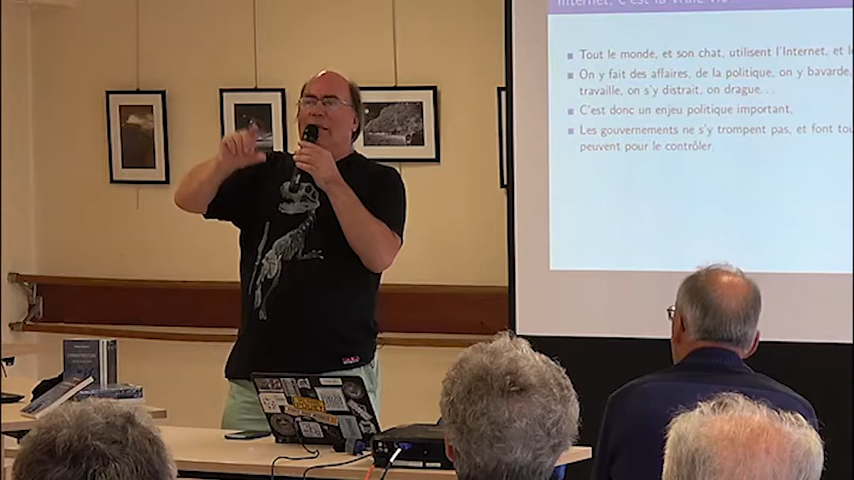 Internet, C'est la vraie vie
Tout le monde, et son chat, utilisent l'Internet, et
On y fait des affaires, de la politique, on y bavarde,
travaille, on s'y distrait, on drague...
C'est donc un enjeu politique important,
Les gouvernements ne s'y trompent pas, et font
peuvent pour le contrôler.